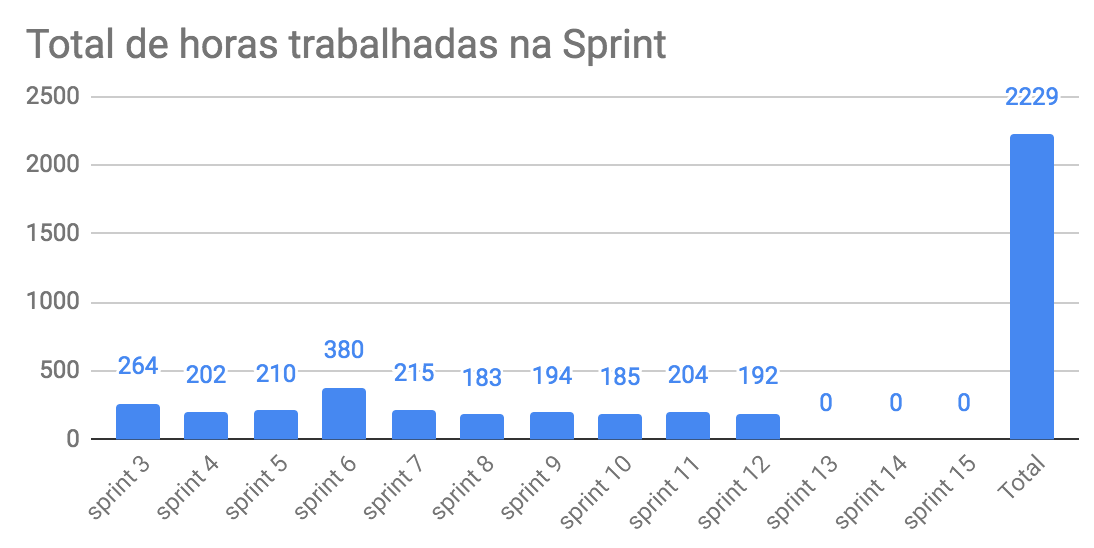 Total de horas trabalhadas na Sprint
2500
2229
2000
1500
1000
500
0
264
202
210
380
215
183
194
185
204
192
0
0
0
sprint 3
sprint 4
sprint 5
sprint 6
sprint 7
sprint 8
sprint 9
sprint 10
sprint 11
sprint 12
sprint 13
sprint 14
sprint 15
Total